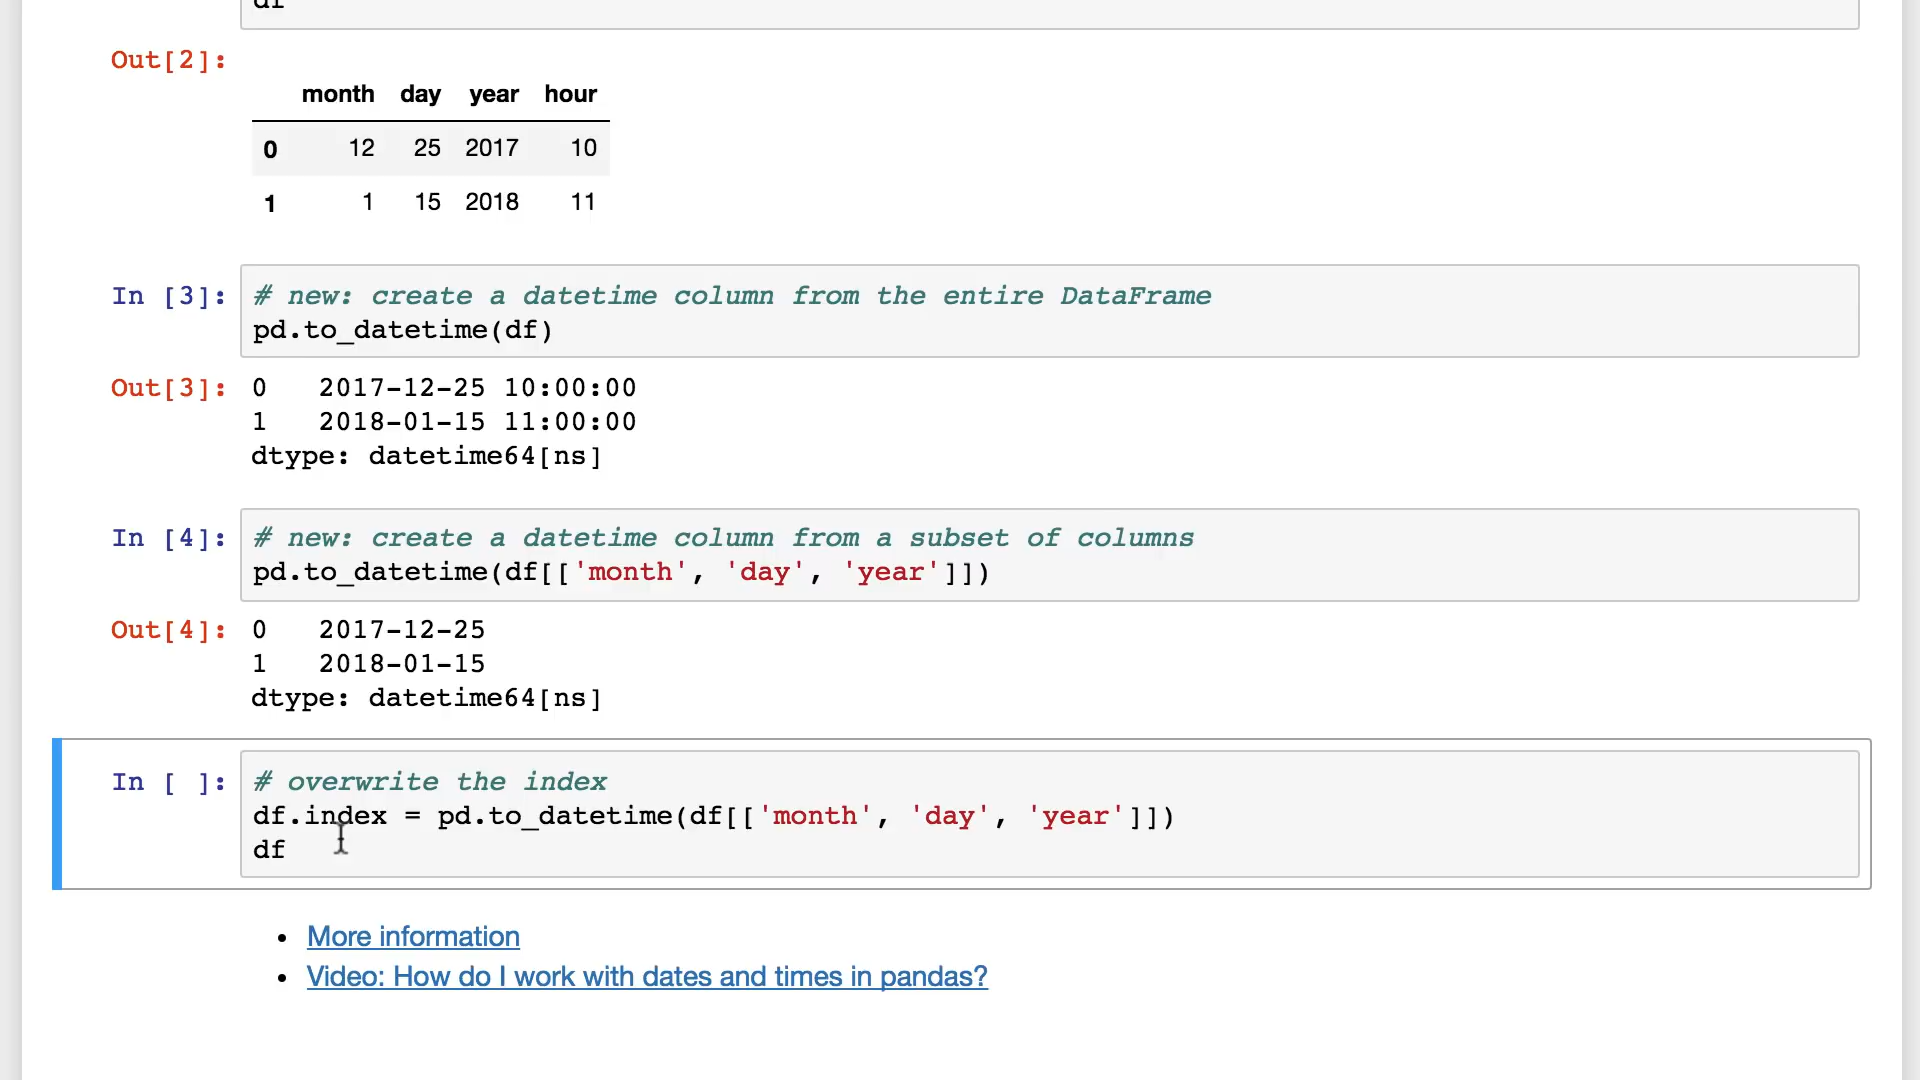 df
Out[2]:
month day year hour
0 12 25 2017 10
1 1 15 2018 11
In [3]: # new: create a datetime column from the entire DataFrame
pd.to_datetime(df)
Out[3]: 0 2017-12-25 10:00:00
1 2018-01-15 11:00:00
dtype: datetime64[ns]
In [4]: # new: create a datetime column from a subset of columns
pd.to_datetime(df[['month', 'day', 'year']])
Out[4]: 0 2017-12-25
1 2018-01-15
dtype: datetime64[ns]
In [ ]: # overwrite the index
df.index = pd.to_datetime(df[['month', 'day', 'year']])
df
• More information
• Video: How do I work with dates and times in pandas?